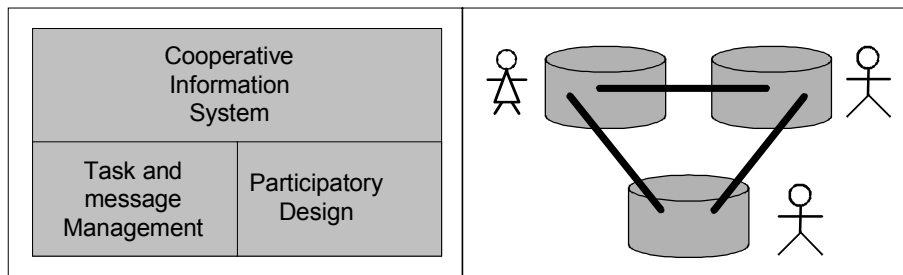 Cooperative
Information
System
Task and
message
Management
Participatory
Design